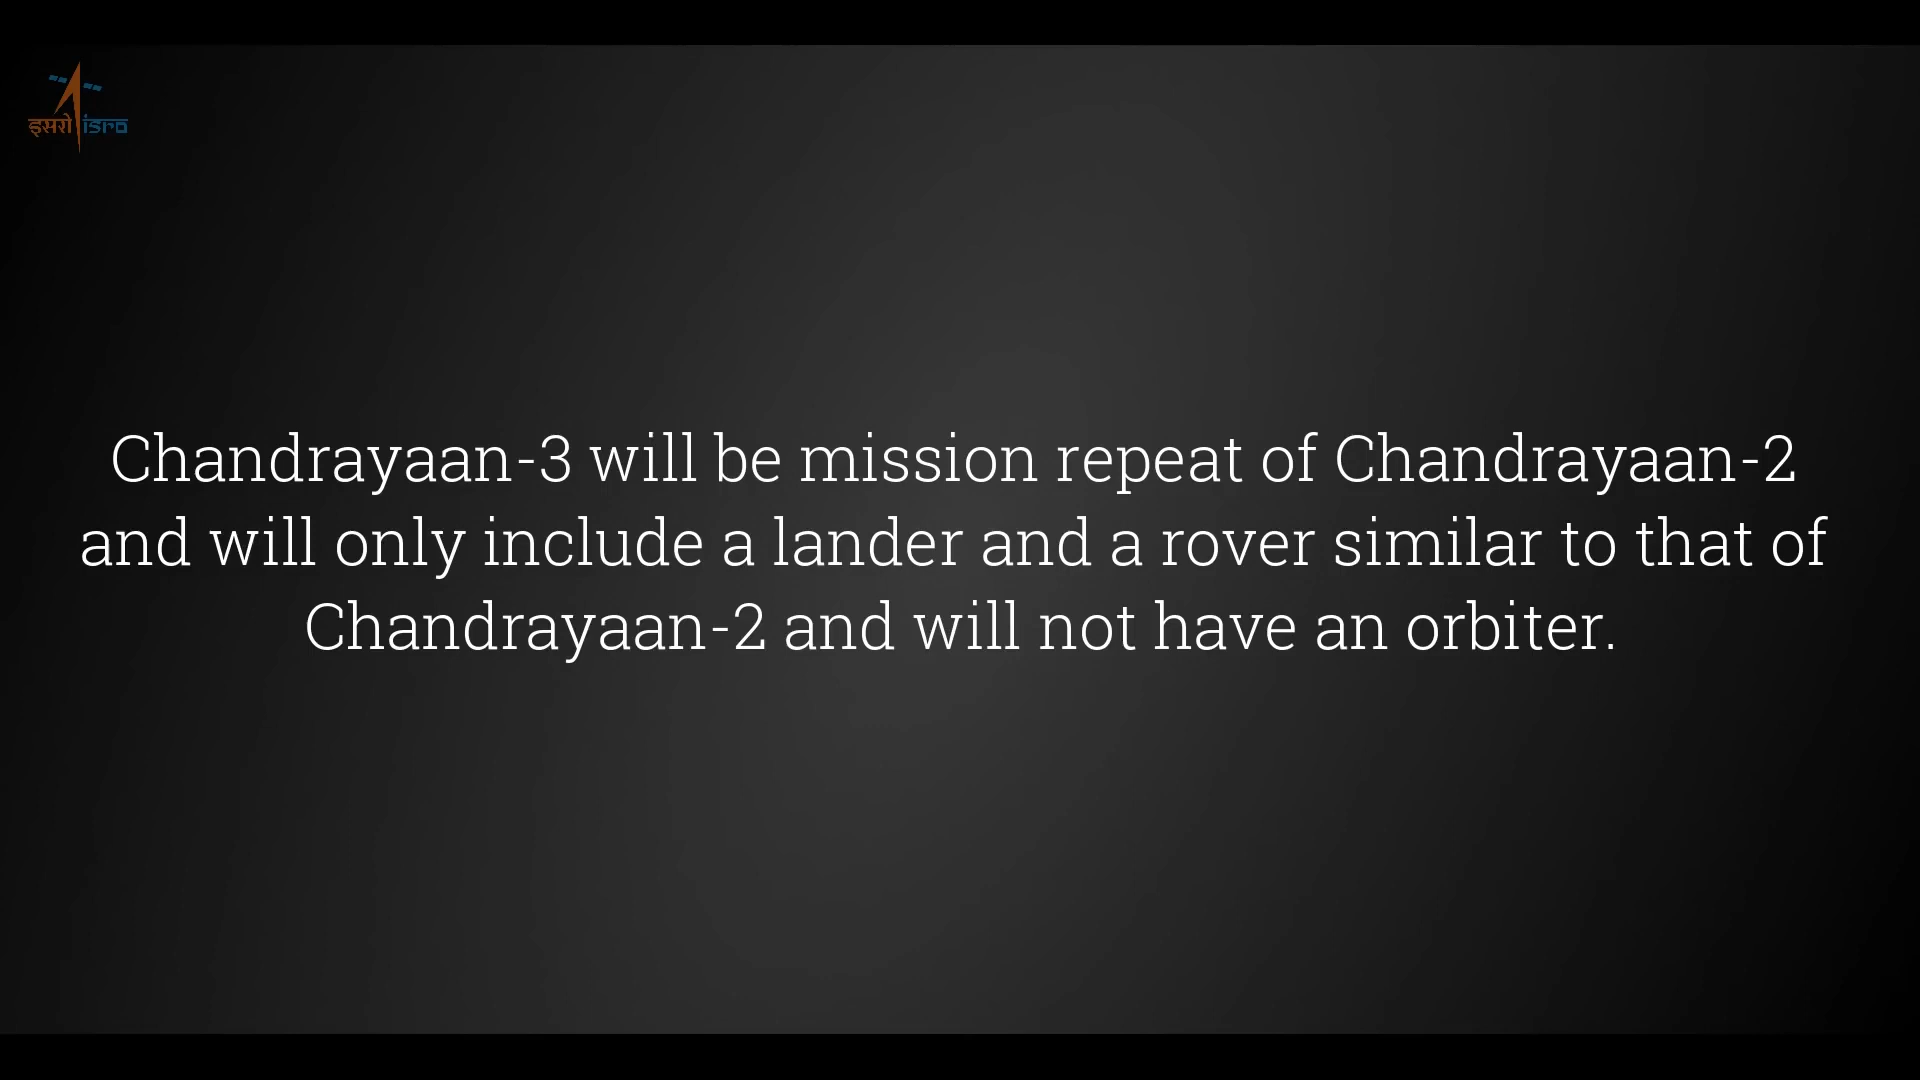 इसरो isro
Chandrayaan-3 will be mission repeat of Chandrayaan-2
and will only include a lander and a rover similar to that of
Chandrayaan-2 and will not have an orbiter.